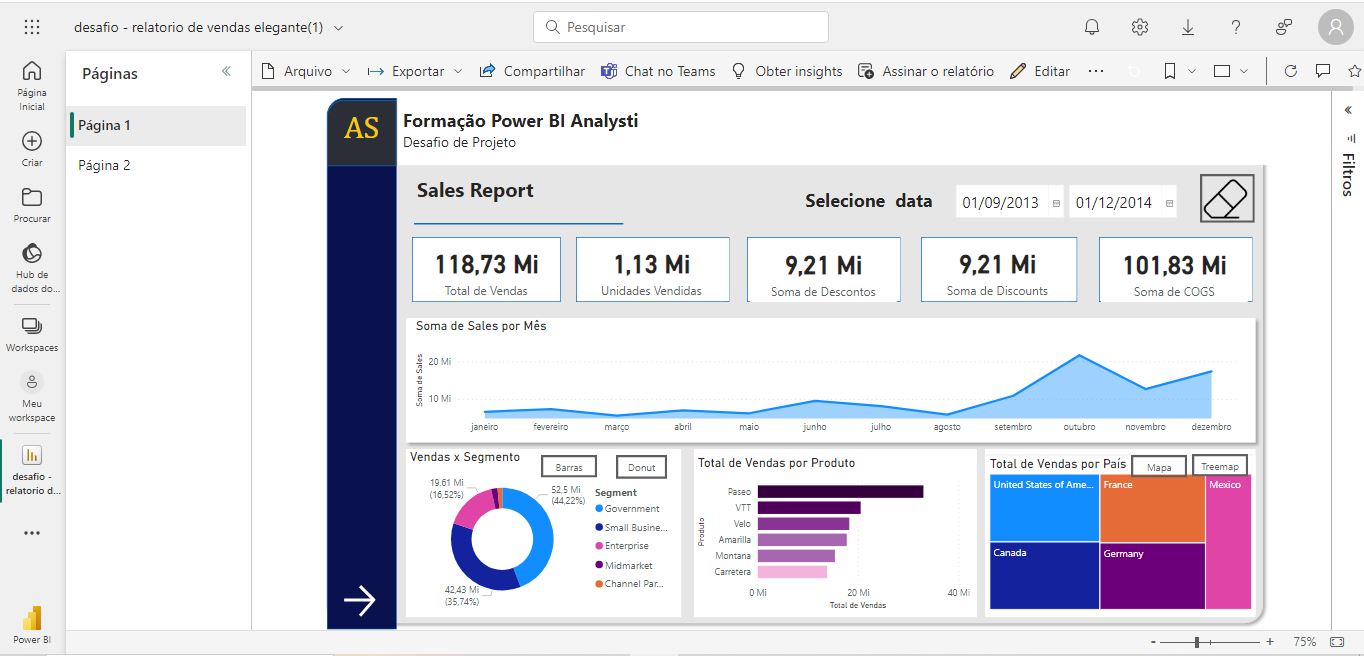 desafio - relatorio de vendas elegante(1)
Pesquisar
Página
Inicial
Criar
Procurar
Hub de
dados do...
Workspaces
Meu
workspace
desafio -
relatorio d...
Power BI
Páginas
Página 1
Página 2
Arquivo
Exportar
Compartilhar
Chat no Teams
Obter insights
Assinar o relatório
Editar
Filtros
AS
Formação Power BI Analysti
Desafio de Projeto
Sales Report
Selecione data
01/09/2013
01/12/2014
118,73 Mi
Total de Vendas
1,13 Mi
Unidades Vendidas
9,21 Mi
Soma de Descontos
9,21 Mi
Soma de Discounts
101,83 Mi
Soma de COGS
Soma de Sales por Mês
Soma de Sales
20 Mi
10 Mi
janeiro
fevereiro
março
abril
maio
junho
julho
agosto
setembro
outubro
novembro
dezembro
Vendas x Segmento
Barras
Donut
19,61 Mi
(16,52%)
52,5 Mi
(44,22%)
42,43 Mi
(35,74%)
Segment
Government
Small Busine...
Enterprise
Midmarket
Channel Par...
Total de Vendas por Produto
Produto
Paseo
VTT
Velo
Amarilla
Montana
Carretera
0 Mi
20 Mi
40 Mi
Total de Vendas
Total de Vendas por País
Mapa
Treemap
United States of Ame...
France
Mexico
Canada
Germany
- + 75%